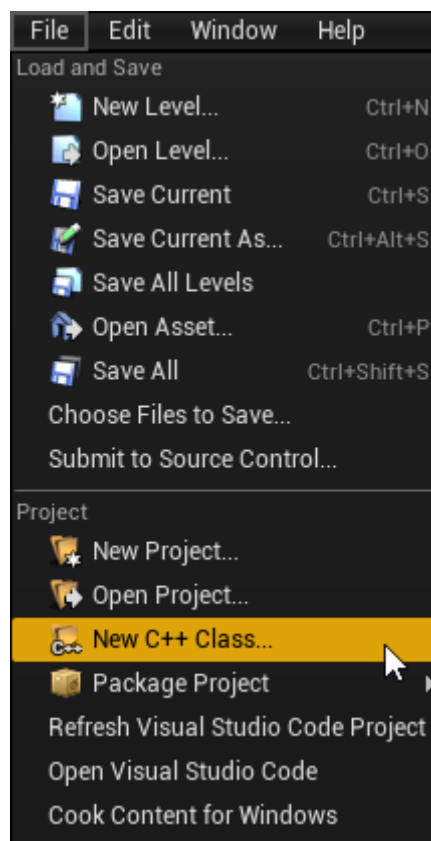 File Edit Window Help
Load and Save
New Level... Ctrl+N
Open Level... Ctrl+O
Save Current Ctrl+S
Save Current As... Ctrl+Alt+S
Save All Levels
Open Asset... Ctrl+P
Save All Ctrl+Shift+S
Choose Files to Save...
Submit to Source Control...
Project
New Project...
Open Project...
C++ New C++ Class...
Package Project
Refresh Visual Studio Code Project
Open Visual Studio Code
Cook Content for Windows